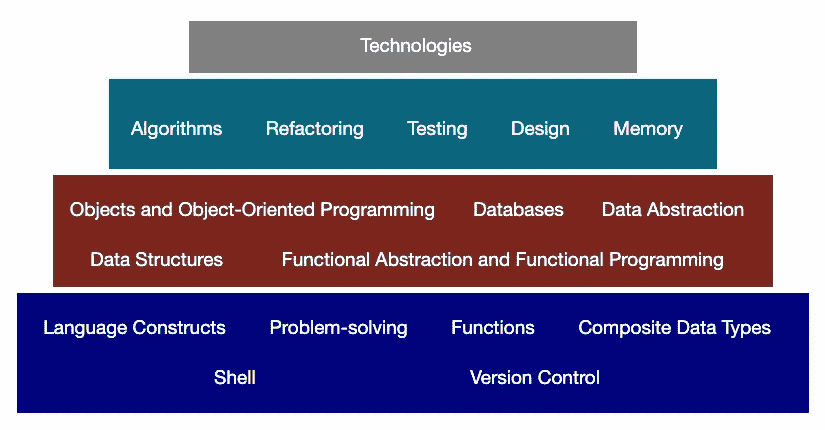 Technologies
Algorithms Refactoring Testing Design Memory
Objects and Object-Oriented Programming Databases Data Abstraction
Data Structures Functional Abstraction and Functional Programming
Language Constructs Problem-solving Functions Composite Data Types
Shell Version Control